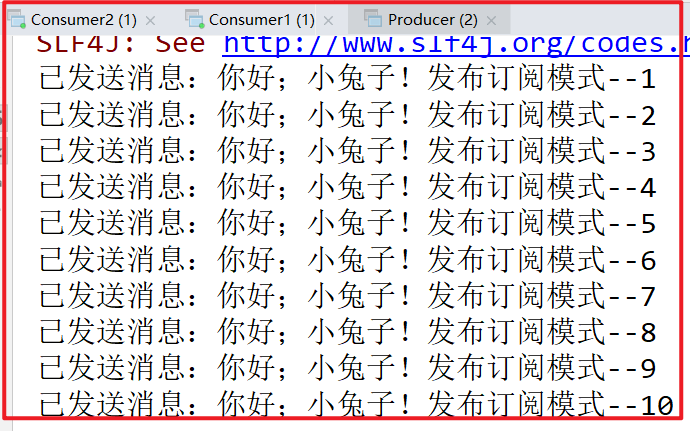 Consumer2 (1) × Consumer1 (1) × Producer (2) ×
SLF4J: See http://www.slf4j.org/codes.
已发送消息：你好；小兔子！发布订阅模式--1
已发送消息：你好；小兔子！发布订阅模式--2
已发送消息：你好；小兔子！发布订阅模式--3
已发送消息：你好；小兔子！发布订阅模式--4
已发送消息：你好；小兔子！发布订阅模式--5
已发送消息：你好；小兔子！发布订阅模式--6
已发送消息：你好；小兔子！发布订阅模式--7
已发送消息：你好；小兔子！发布订阅模式--8
已发送消息：你好；小兔子！发布订阅模式--9
已发送消息：你好；小兔子！发布订阅模式--10